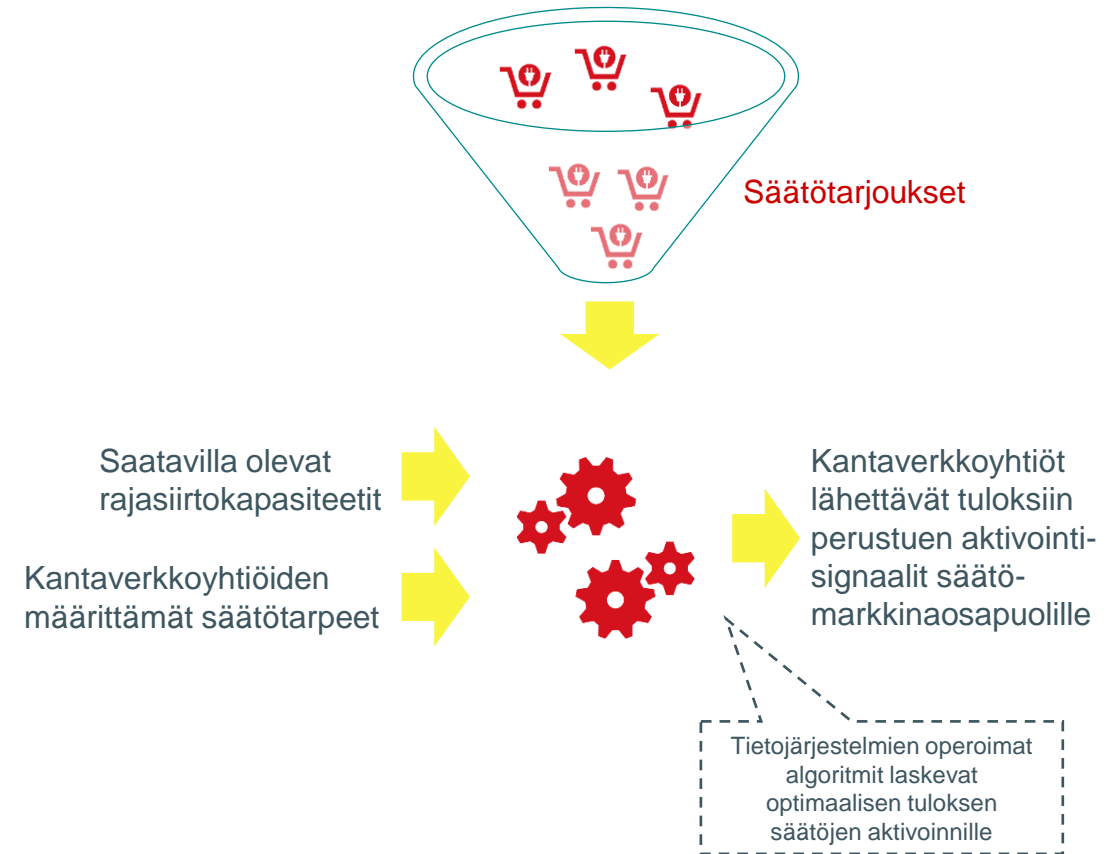 Säätötarjoukset
Saatavilla olevat
rajasiirtokapasiteetit
Kantaverkkoyhtiöiden
määrittämät säätötarpeet
Kantaverkkoyhtiöt
lähettävät tuloksiin
perustuen aktivointi-
signaalit säätö-
markkinaosapuolille
Tietojärjestelmien operoimat
algoritmit laskevat
optimaalisen tuloksen
säätöjen aktivoinnille